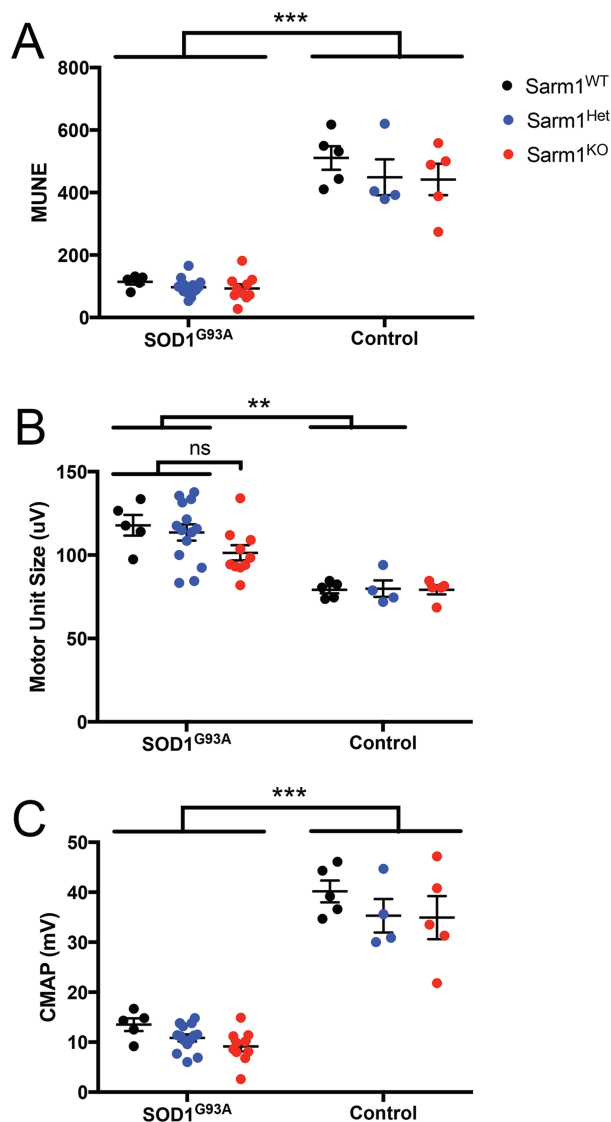 A
***
800
600
400
200
0
MUNE
SOD1G93A
Control
Sarm1WT
Sarm1Het
Sarm1KO
B
**
ns
150
100
50
0
Motor Unit Size (uV)
SOD1G93A
Control
C
***
50
40
30
20
10
0
CMAP (mV)
SOD1G93A
Control